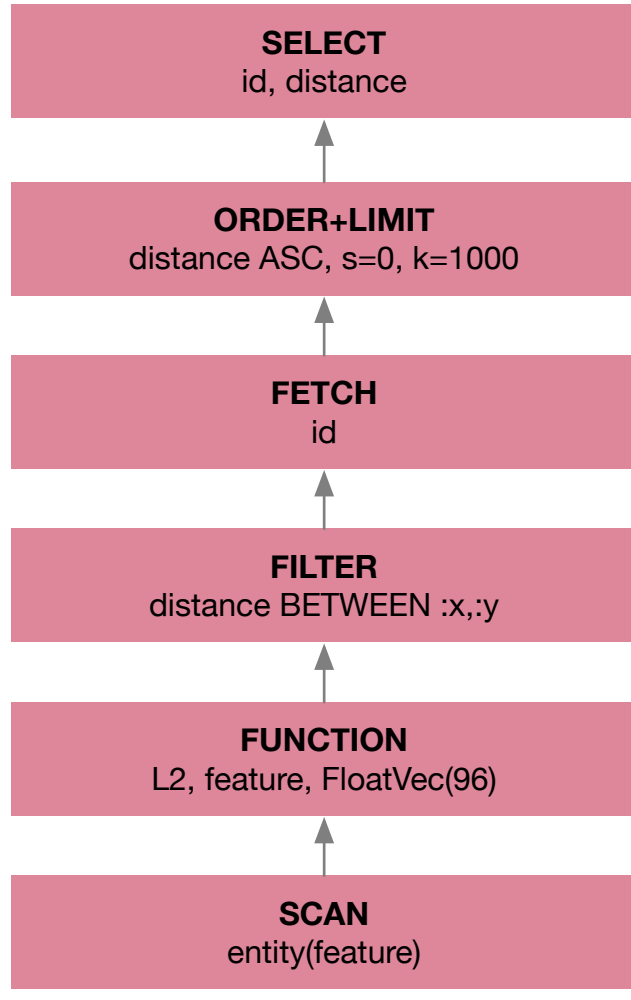 SELECT
id, distance
ORDER+LIMIT
distance ASC, s=0, k=1000
FETCH
id
FILTER
distance BETWEEN :x,:y
FUNCTION
L2, feature, FloatVec(96)
SCAN
entity(feature)